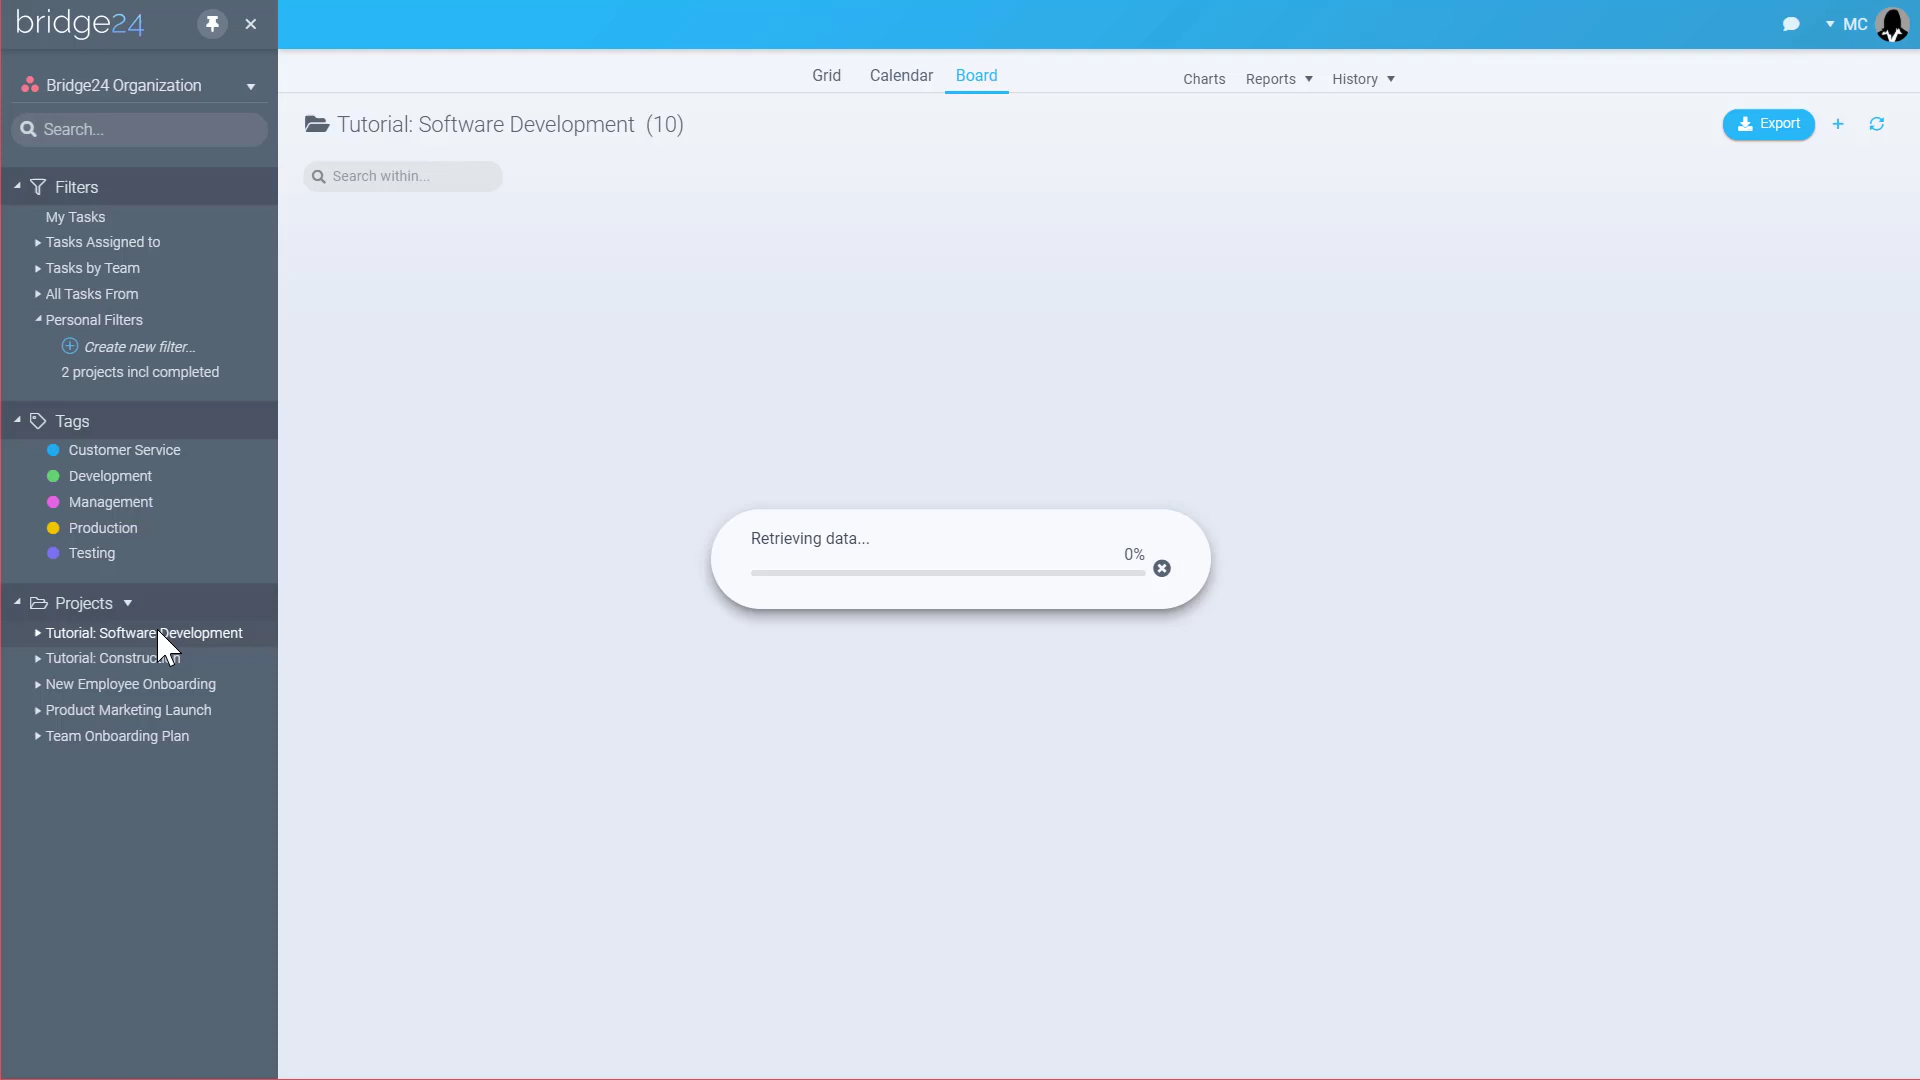 bridge24
MC
Bridge24 Organization
Search...
Grid
Calendar
Board
Charts
Reports
History
Tutorial: Software Development (10)
Export
Search within...
Filters
My Tasks
Tasks Assigned to
Tasks by Team
All Tasks From
Personal Filters
Create new filter...
2 projects incl completed
Tags
Customer Service
Development
Management
Production
Testing
Projects
Tutorial: Software Development
Tutorial: Construction
New Employee Onboarding
Product Marketing Launch
Team Onboarding Plan
Retrieving data...
0%